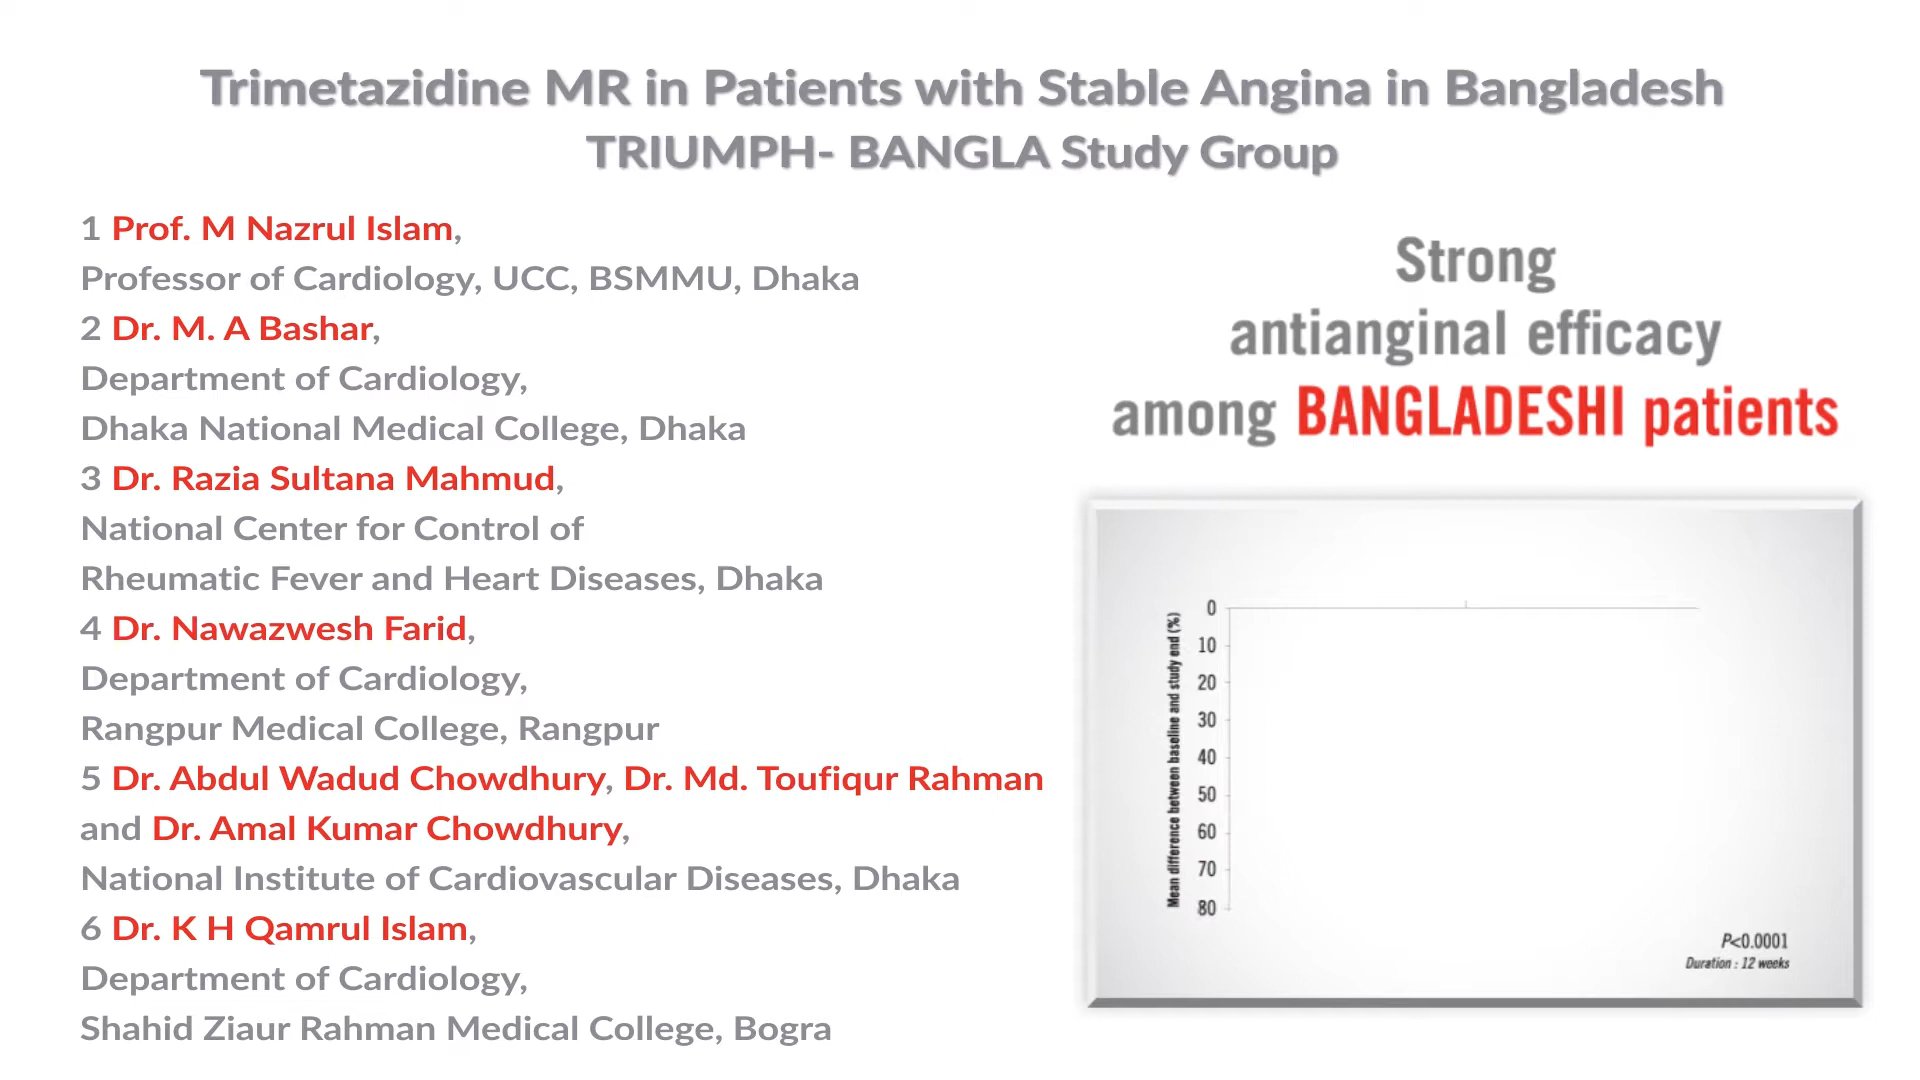 Trimetazidine MR in Patients with Stable Angina in Bangladesh
TRIUMPH- BANGLA Study Group
1 Prof. M Nazrul Islam,
Professor of Cardiology, UCC, BSMMU, Dhaka
2 Dr. M. A Bashar,
Department of Cardiology,
Dhaka National Medical College, Dhaka
3 Dr. Razia Sultana Mahmud,
National Center for Control of
Rheumatic Fever and Heart Diseases, Dhaka
4 Dr. Nawazwesh Farid,
Department of Cardiology,
Rangpur Medical College, Rangpur
5 Dr. Abdul Wadud Chowdhury, Dr. Md. Toufiqur Rahman
and Dr. Amal Kumar Chowdhury,
National Institute of Cardiovascular Diseases, Dhaka
6 Dr. K H Qamrul Islam,
Department of Cardiology,
Shahid Ziaur Rahman Medical College, Bogra
Strong
antianginal efficacy
among BANGLADESHI patients
Mean difference between baseline and study end (%)
0
10
20
30
40
50
60
70
80
P<0.0001
Duration : 12 weeks